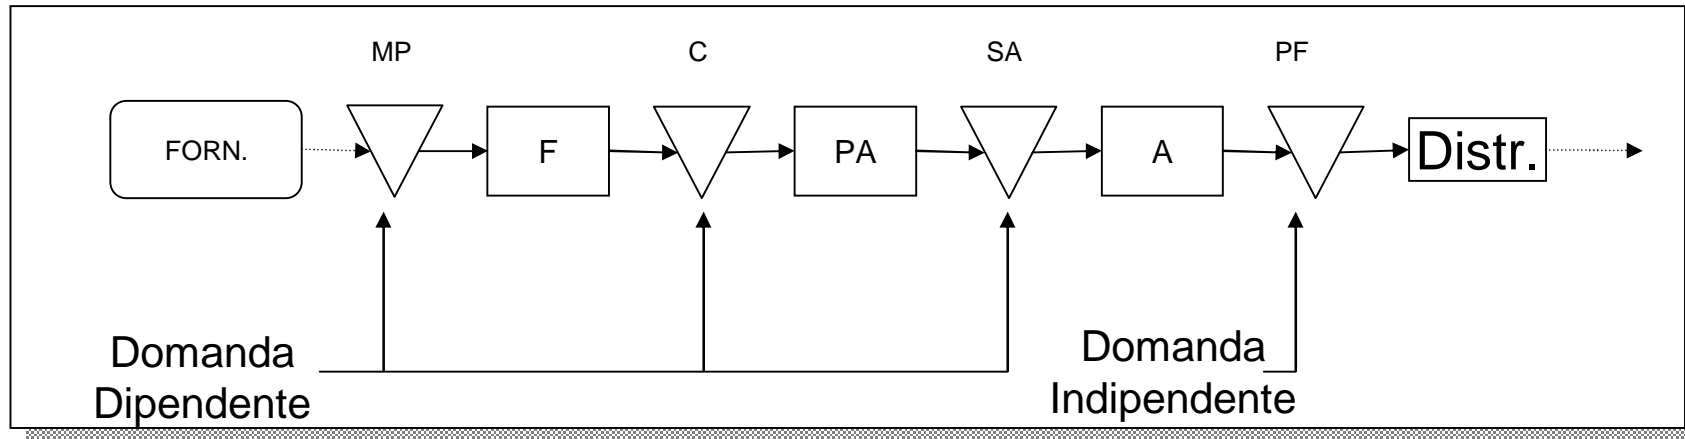 MP C SA PF
FORN. F PA A Distr.
Domanda
Dipendente
Domanda
Indipendente